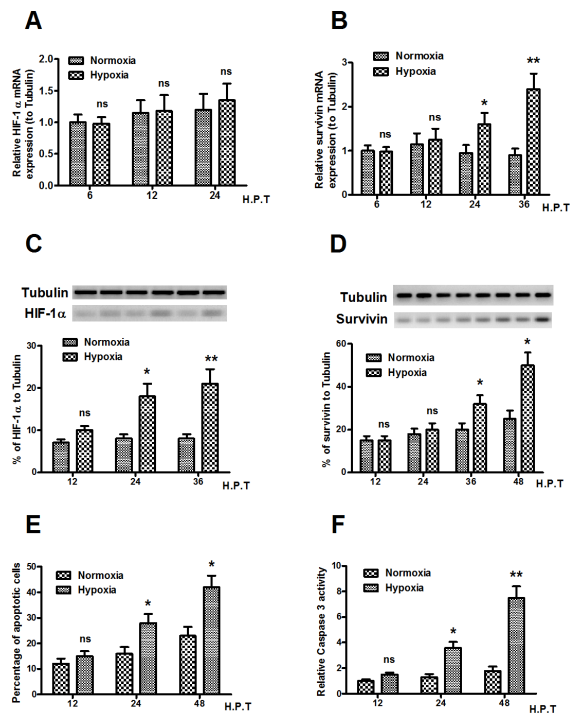 A
Relative HIF-1 α mRNA
expression (to Tubulin)
2.0
1.5
1.0
0.5
0.0
Normoxia
Hypoxia
ns
ns
ns
6
12
24
H.P.T
B
Relative survivin mRNA
expression (to Tubulin)
3
2
1
0
Normoxia
Hypoxia
ns
ns
*
**
6
12
24
36
H.P.T
C
Tubulin
HIF-1α
% of HIF-1α to Tubulin
30
20
10
0
Normoxia
Hypoxia
ns
*
**
12
24
36
H.P.T
D
Tubulin
Survivin
% of survivin to Tubulin
60
40
20
0
Normoxia
Hypoxia
ns
ns
*
*
12
24
36
48
H.P.T
E
Percentage of apoptotic cells
50
40
30
20
10
0
Normoxia
Hypoxia
ns
*
*
12
24
48
H.P.T
F
Relative Caspase 3 activity
10
8
6
4
2
0
Normoxia
Hypoxia
ns
*
**
12
24
48
H.P.T